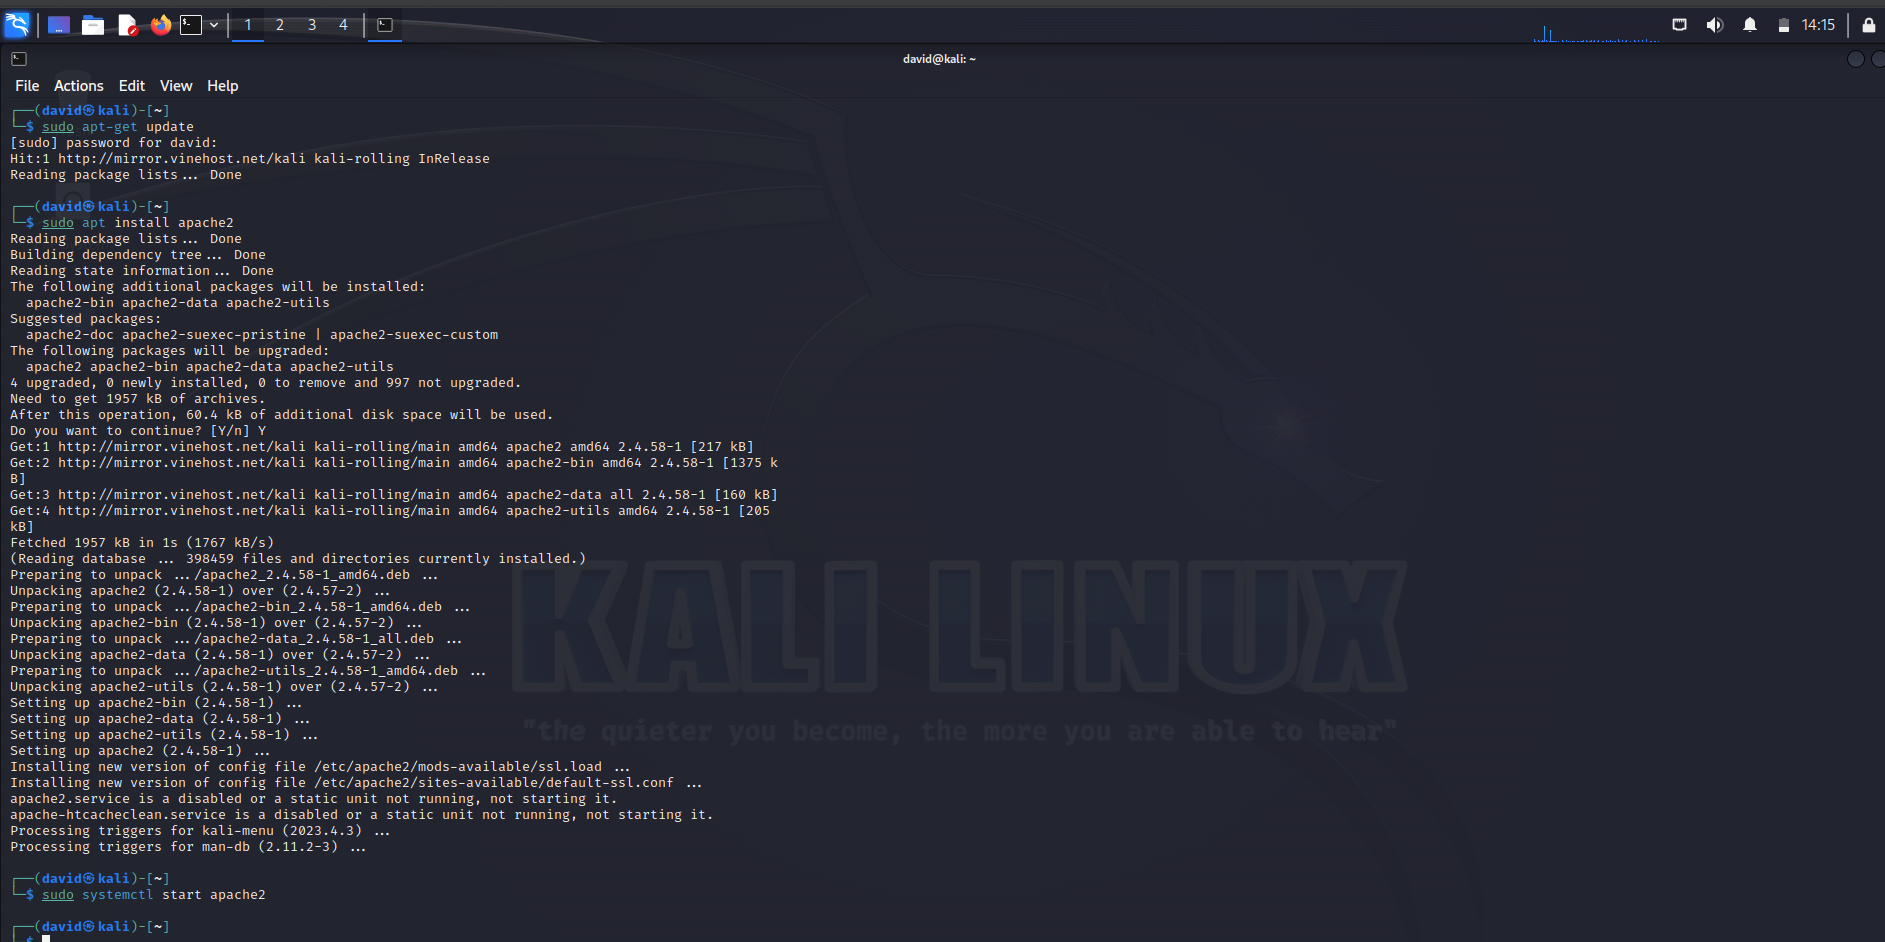 1 2 3 4
14:15
david@kali: ~
File Actions Edit View Help
┌──(david㉿kali)-[~]
└─$ sudo apt-get update
[sudo] password for david:
Hit:1 http://mirror.vinehost.net/kali kali-rolling InRelease
Reading package lists... Done
┌──(david㉿kali)-[~]
└─$ sudo apt install apache2
Reading package lists... Done
Building dependency tree... Done
Reading state information... Done
The following additional packages will be installed:
apache2-bin apache2-data apache2-utils
Suggested packages:
apache2-doc apache2-suexec-pristine | apache2-suexec-custom
The following packages will be upgraded:
apache2 apache2-bin apache2-data apache2-utils
4 upgraded, 0 newly installed, 0 to remove and 997 not upgraded.
Need to get 1957 kB of archives.
After this operation, 60.4 kB of additional disk space will be used.
Do you want to continue? [Y/n] Y
Get:1 http://mirror.vinehost.net/kali kali-rolling/main amd64 apache2 amd64 2.4.58-1 [217 kB]
Get:2 http://mirror.vinehost.net/kali kali-rolling/main amd64 apache2-bin amd64 2.4.58-1 [1375 k
B]
Get:3 http://mirror.vinehost.net/kali kali-rolling/main amd64 apache2-data all 2.4.58-1 [160 kB]
Get:4 http://mirror.vinehost.net/kali kali-rolling/main amd64 apache2-utils amd64 2.4.58-1 [205
kB]
Fetched 1957 kB in 1s (1767 kB/s)
(Reading database ... 398459 files and directories currently installed.)
Preparing to unpack .../apache2_2.4.58-1_amd64.deb ...
Unpacking apache2 (2.4.58-1) over (2.4.57-2) ...
Preparing to unpack .../apache2-bin_2.4.58-1_amd64.deb ...
Unpacking apache2-bin (2.4.58-1) over (2.4.57-2) ...
Preparing to unpack .../apache2-data_2.4.58-1_all.deb ...
Unpacking apache2-data (2.4.58-1) over (2.4.57-2) ...
Preparing to unpack .../apache2-utils_2.4.58-1_amd64.deb ...
Unpacking apache2-utils (2.4.58-1) over (2.4.57-2) ...
Setting up apache2-bin (2.4.58-1) ...
Setting up apache2-data (2.4.58-1) ...
Setting up apache2-utils (2.4.58-1) ...
Setting up apache2 (2.4.58-1) ...
Installing new version of config file /etc/apache2/mods-available/ssl.load ...
Installing new version of config file /etc/apache2/sites-available/default-ssl.conf ...
apache2.service is a disabled or a static unit not running, not starting it.
apache-htcacheclean.service is a disabled or a static unit not running, not starting it.
Processing triggers for kali-menu (2023.4.3) ...
Processing triggers for man-db (2.11.2-3) ...
┌──(david㉿kali)-[~]
└─$ sudo systemctl start apache2
┌──(david㉿kali)-[~]
└─$
KALI LINUX
"the quieter you become, the more you are able to hear"